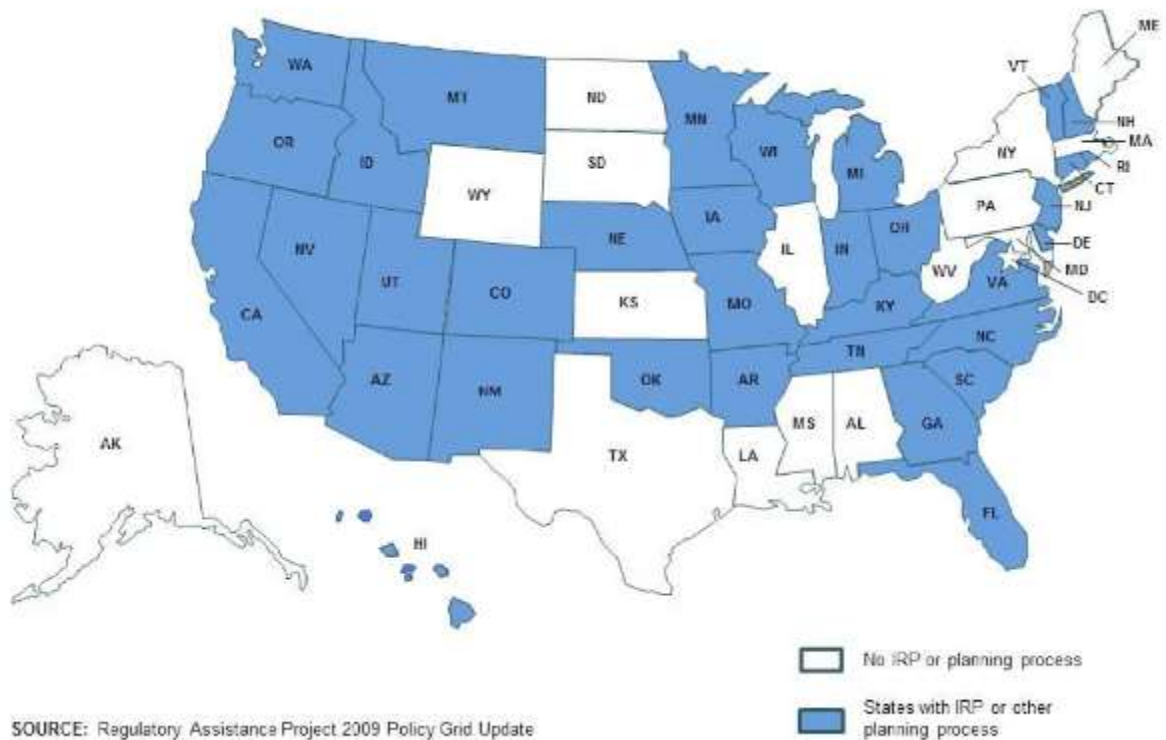 ME
WA
VT
MT
ND
MN
NH
OR
MA
ID
WI
NY
SD
MI
RI
WY
CT
PA
NJ
IA
NE
OH
NV
IL
IN
DE
UT
WV
MD
CO
VA
DC
KS
MO
KY
CA
NC
TN
AZ
OK
AR
NM
SC
MS
AL
GA
AK
TX
LA
FL
HI
No IRP or planning process
States with IRP or other
planning process
SOURCE: Regulatory Assistance Project 2009 Policy Grid Update